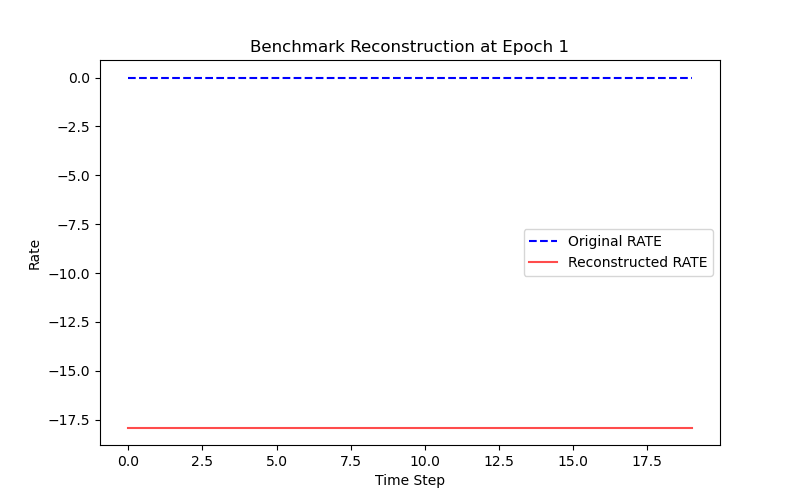 Benchmark Reconstruction at Epoch 1
0.0
−2.5
−5.0
−7.5
−10.0
−12.5
−15.0
−17.5
Rate
Original RATE
Reconstructed RATE
0.0 2.5 5.0 7.5 10.0 12.5 15.0 17.5
Time Step